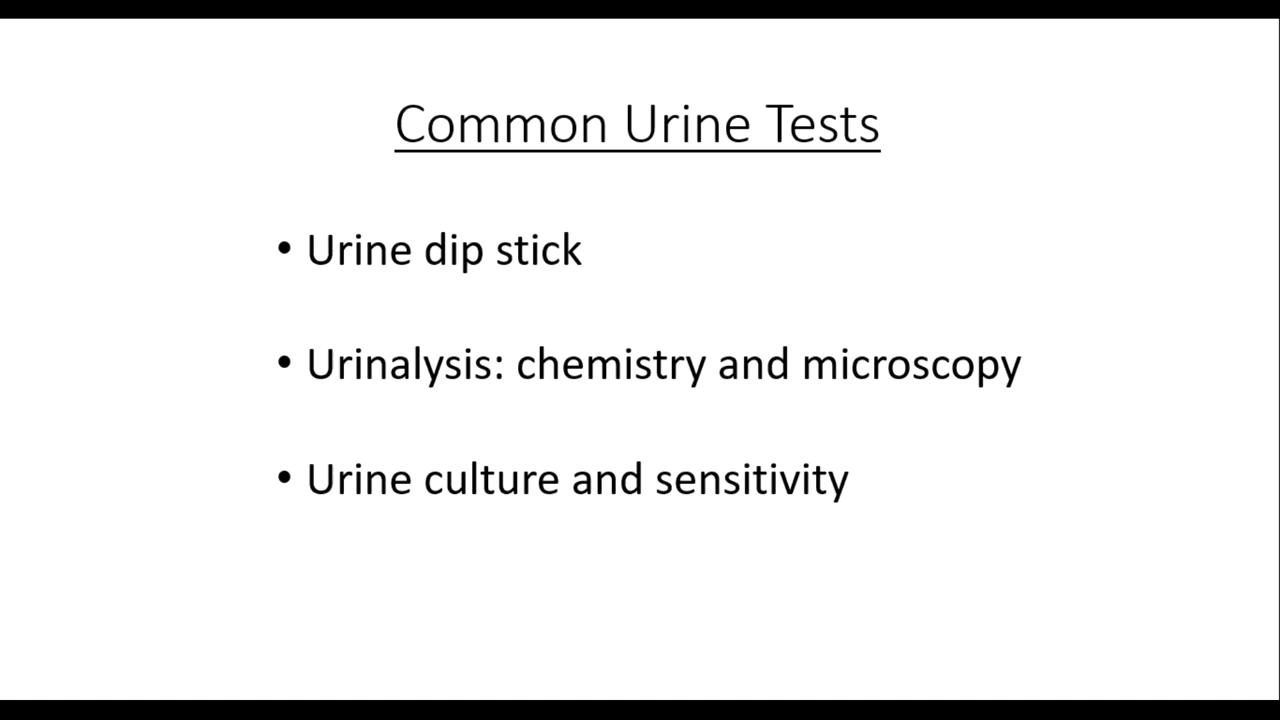 Common Urine Tests
• Urine dip stick
• Urinalysis: chemistry and microscopy
• Urine culture and sensitivity